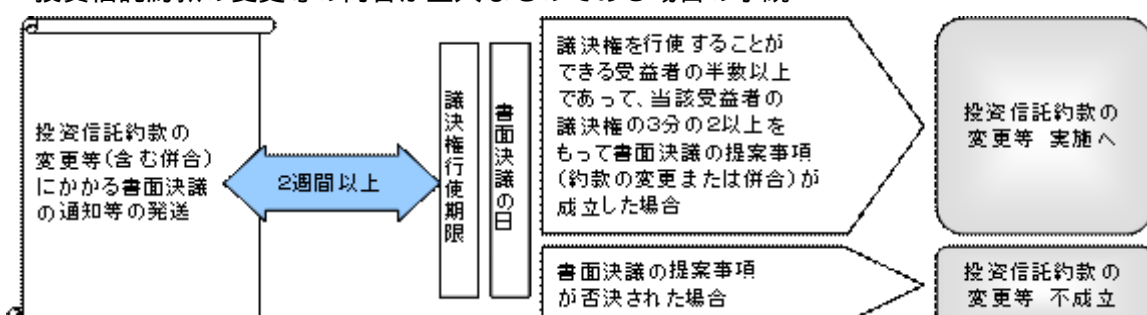 投資信託約款の
変更等(含む併合)
にかかる書面決議
の通知等の発送
2週間以上
議決権行使期限
書面決議の日
議決権を行使することが
できる受益者の半数以上
であって、当該受益者の
議決権の3分の2以上を
もって書面決議の提案事項
(約款の変更または併合)が
成立した場合
投資信託約款の
変更等 実施へ
書面決議の提案事項
が否決された場合
投資信託約款の
変更等 不成立